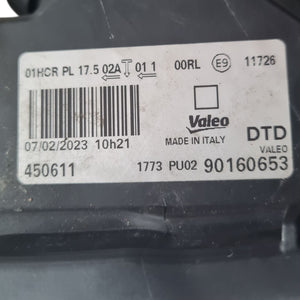 01HCR PL 17.5 02A 01 1 00RL E9 11726
Valeo
MADE IN ITALY
DTD
VALEO
07/02/2023 10h21
450611 1773 PU02 90160653